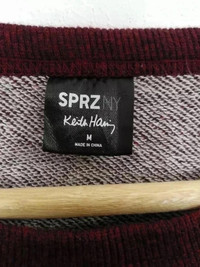 SPRZ NY
Keith Haring
M
MADE IN CHINA